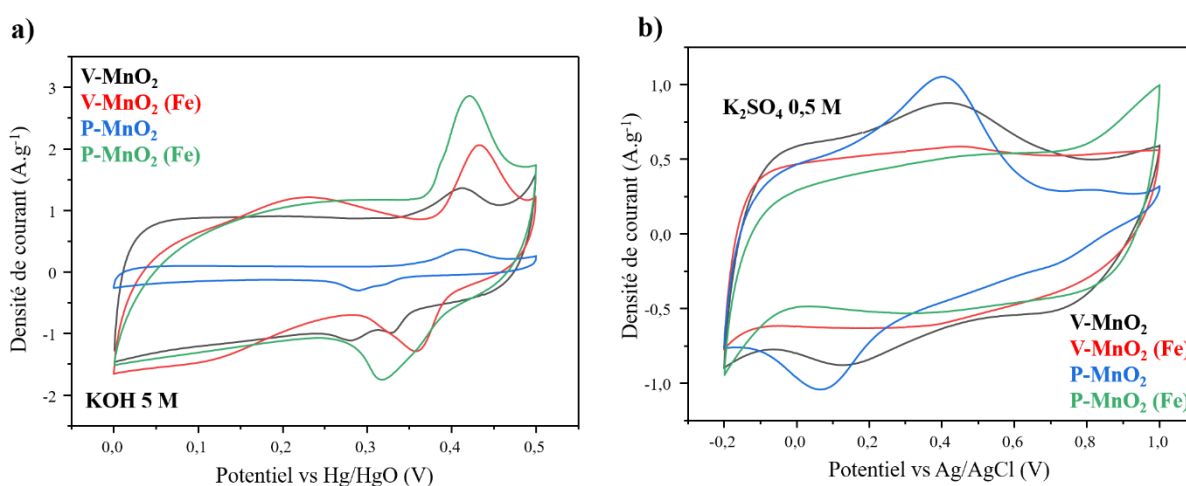 a)
V-MnO₂
V-MnO₂ (Fe)
P-MnO₂
P-MnO₂ (Fe)
KOH 5 M
Densité de courant (A.g⁻¹)
3
2
1
0
-1
-2
0,0 0,1 0,2 0,3 0,4 0,5
Potentiel vs Hg/HgO (V)
b)
K₂SO₄ 0,5 M
Densité de courant (A.g⁻¹)
1,0
0,5
0,0
-0,5
-1,0
V-MnO₂
V-MnO₂ (Fe)
P-MnO₂
P-MnO₂ (Fe)
-0,2 0,0 0,2 0,4 0,6 0,8 1,0
Potentiel vs Ag/AgCl (V)